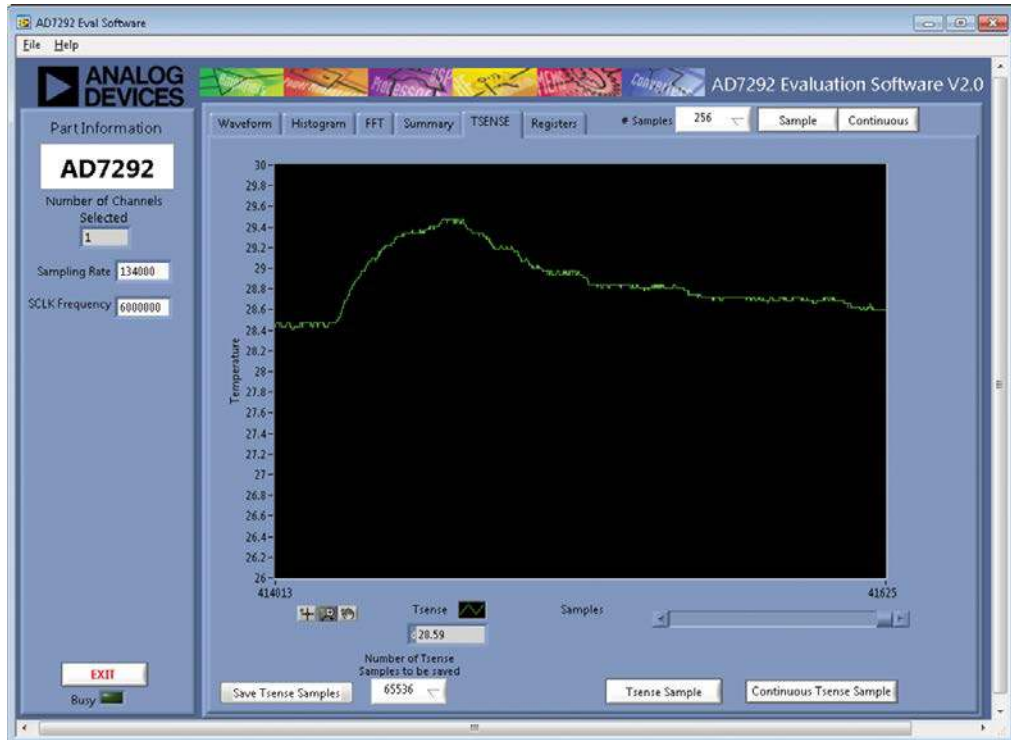 AD7292 Eval Software
File Help
ANALOG
DEVICES
AD7292 Evaluation Software V2.0
Part Information
AD7292
Number of Channels
Selected
1
Sampling Rate 134000
SCLK Frequency 6000000
Waveform Histogram FFT Summary TSENSE Registers
# Samples 256 Sample Continuous
Temperature
30
29.8
29.6
29.4
29.2
29
28.8
28.6
28.4
28.2
28
27.8
27.6
27.4
27.2
27
26.8
26.6
26.4
26.2
26
414013 41625
Tsense
28.59
Samples
Number of Tsense
Samples to be saved
65536
Save Tsense Samples
Tsense Sample
Continuous Tsense Sample
EXIT
Busy